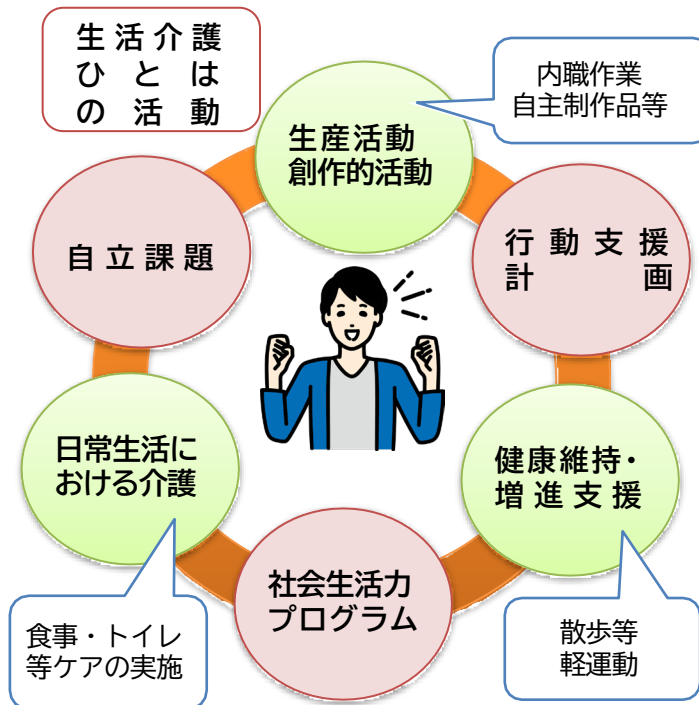 生活介護
ひとは
の活動
内職作業
自主制作品等
生産活動
創作的活動
自立課題
行動支援
計画
日常生活に
おける介護
健康維持・
増進支援
社会生活力
プログラム
食事・トイレ
等ケアの実施
散歩等
軽運動